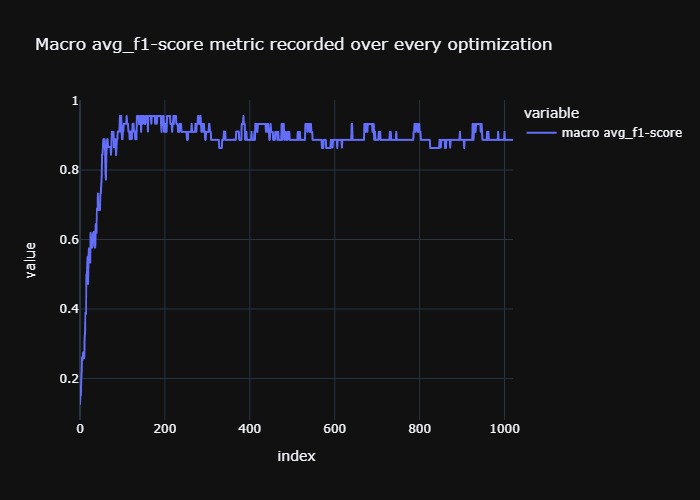 Macro avg_f1-score metric recorded over every optimization
variable
macro avg_f1-score
value
1
0.8
0.6
0.4
0.2
0 200 400 600 800 1000
index